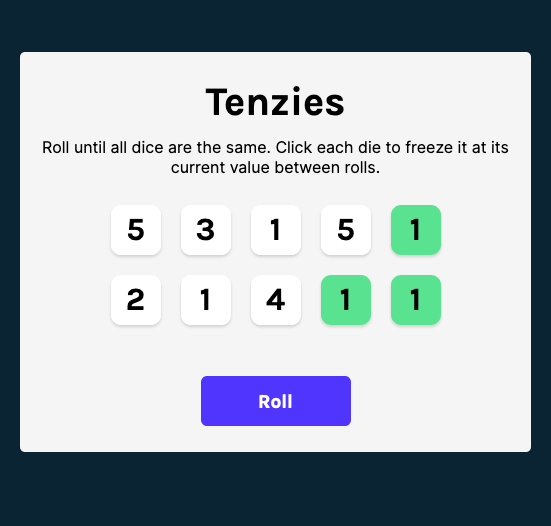 Tenzies
Roll until all dice are the same. Click each die to freeze it at its
current value between rolls.
5 3 1 5 1
2 1 4 1 1
Roll